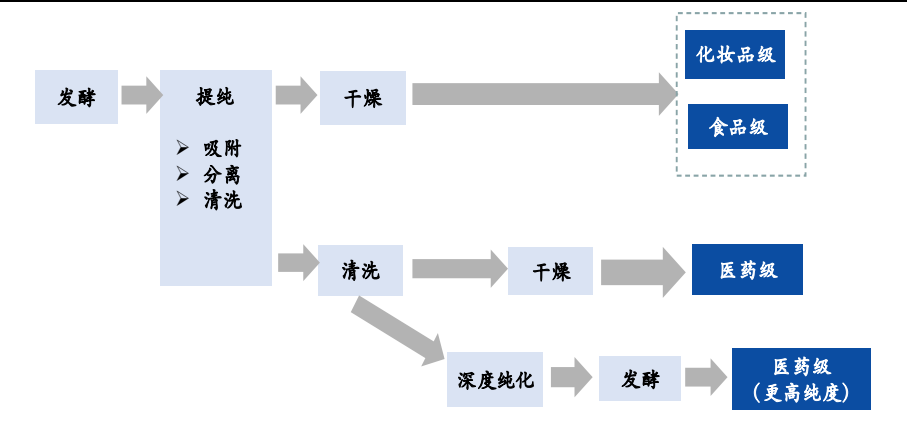 发酵
提纯
➢ 吸附
➢ 分离
➢ 清洗
干燥
化妆品级
食品级
清洗
干燥
医药级
深度纯化
发酵
医药级
（更高纯度）